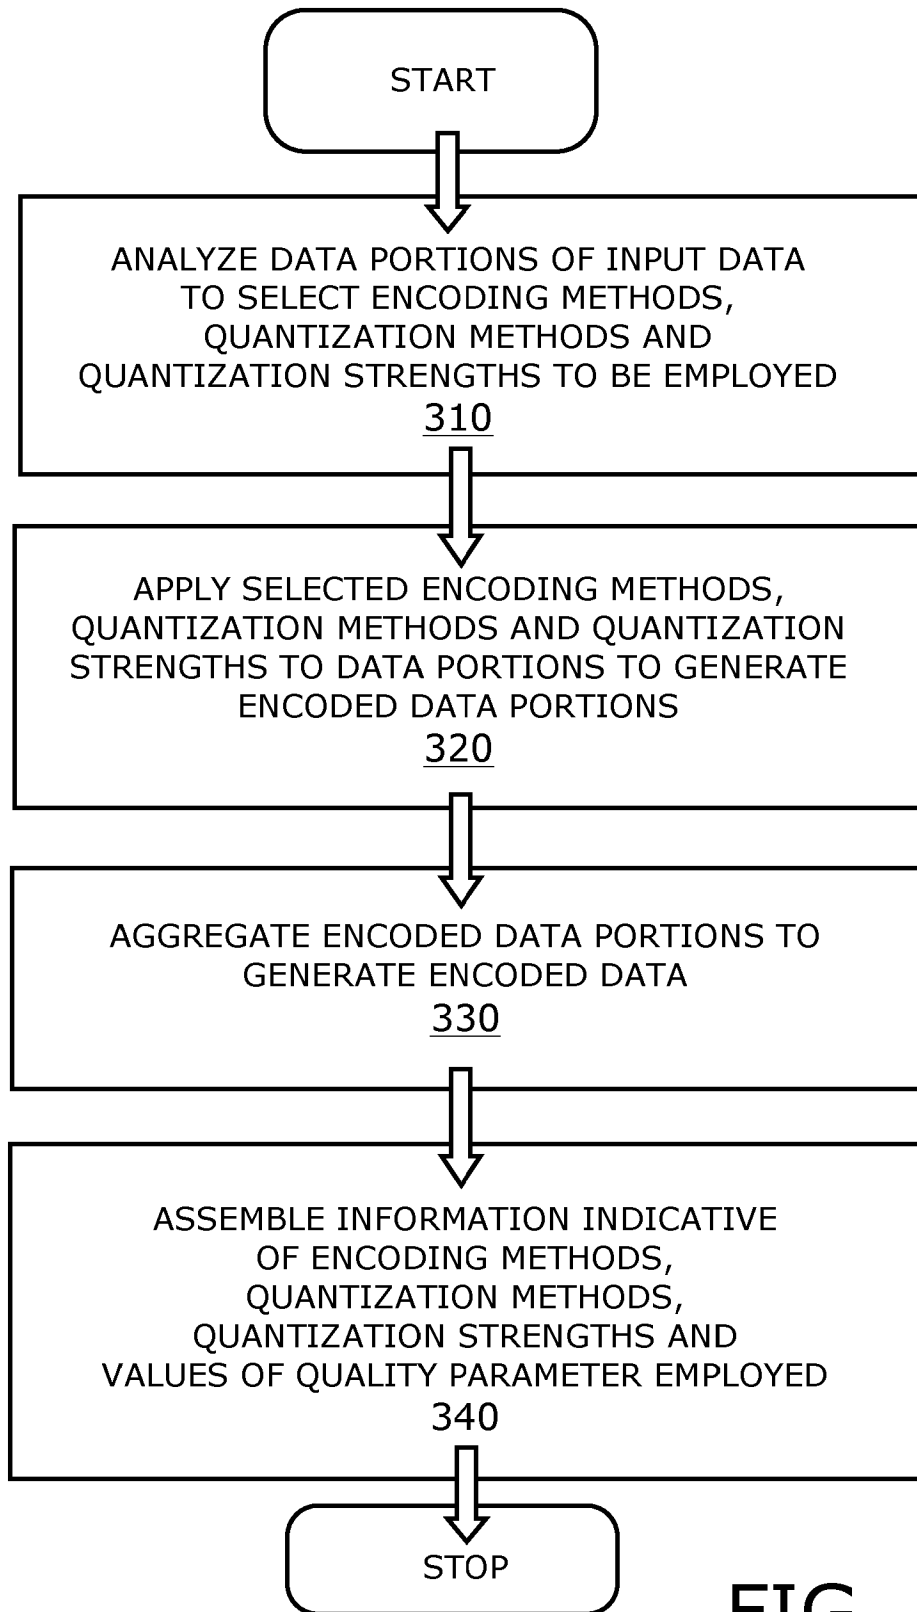 START
ANALYZE DATA PORTIONS OF INPUT DATA
TO SELECT ENCODING METHODS,
QUANTIZATION METHODS AND
QUANTIZATION STRENGTHS TO BE EMPLOYED
310
APPLY SELECTED ENCODING METHODS,
QUANTIZATION METHODS AND QUANTIZATION
STRENGTHS TO DATA PORTIONS TO GENERATE
ENCODED DATA PORTIONS
320
AGGREGATE ENCODED DATA PORTIONS TO
GENERATE ENCODED DATA
330
ASSEMBLE INFORMATION INDICATIVE
OF ENCODING METHODS,
QUANTIZATION METHODS,
QUANTIZATION STRENGTHS AND
VALUES OF QUALITY PARAMETER EMPLOYED
340
STOP
FIG